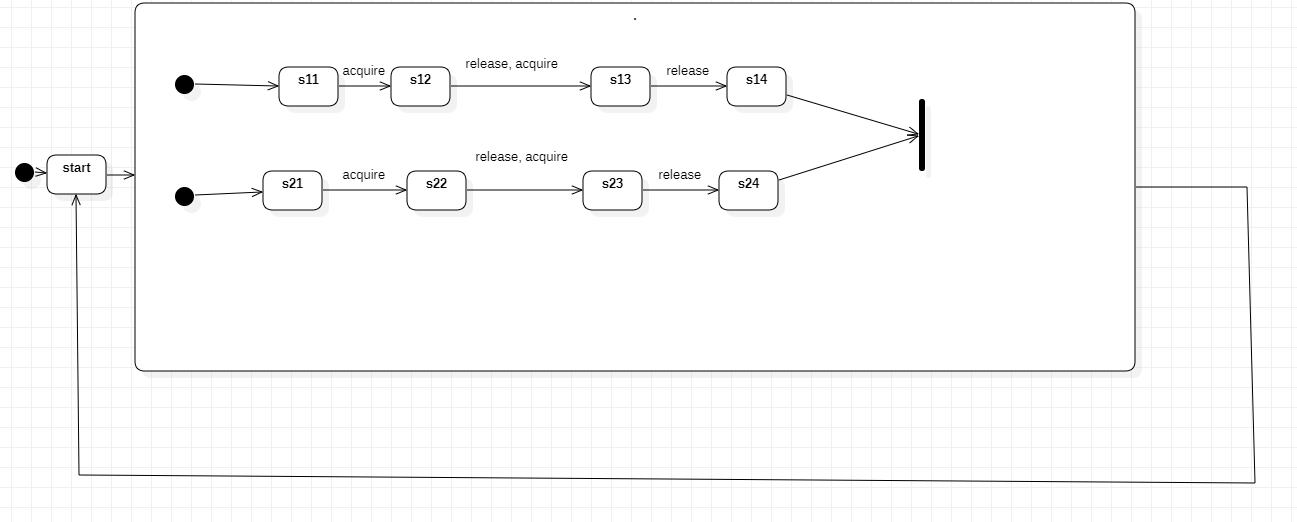 .
s11 acquire s12 release, acquire s13 release s14
start
s21 acquire s22 release, acquire s23 release s24